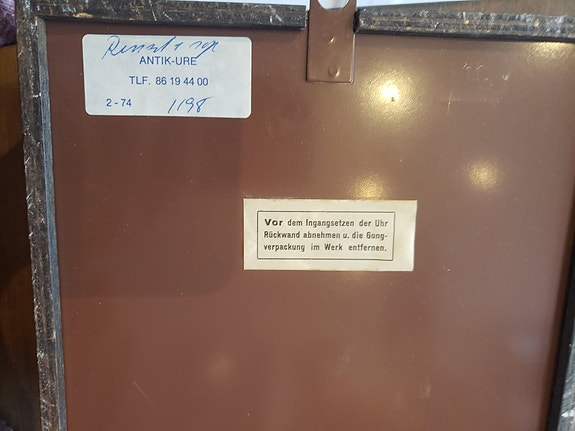 ANTIK-URE
TLF. 86 19 44 00
2 - 74 1198
Vor dem Ingangsetzen der Uhr
Rückwand abnehmen u. die Gong-
verpackung im Werk entfernen.